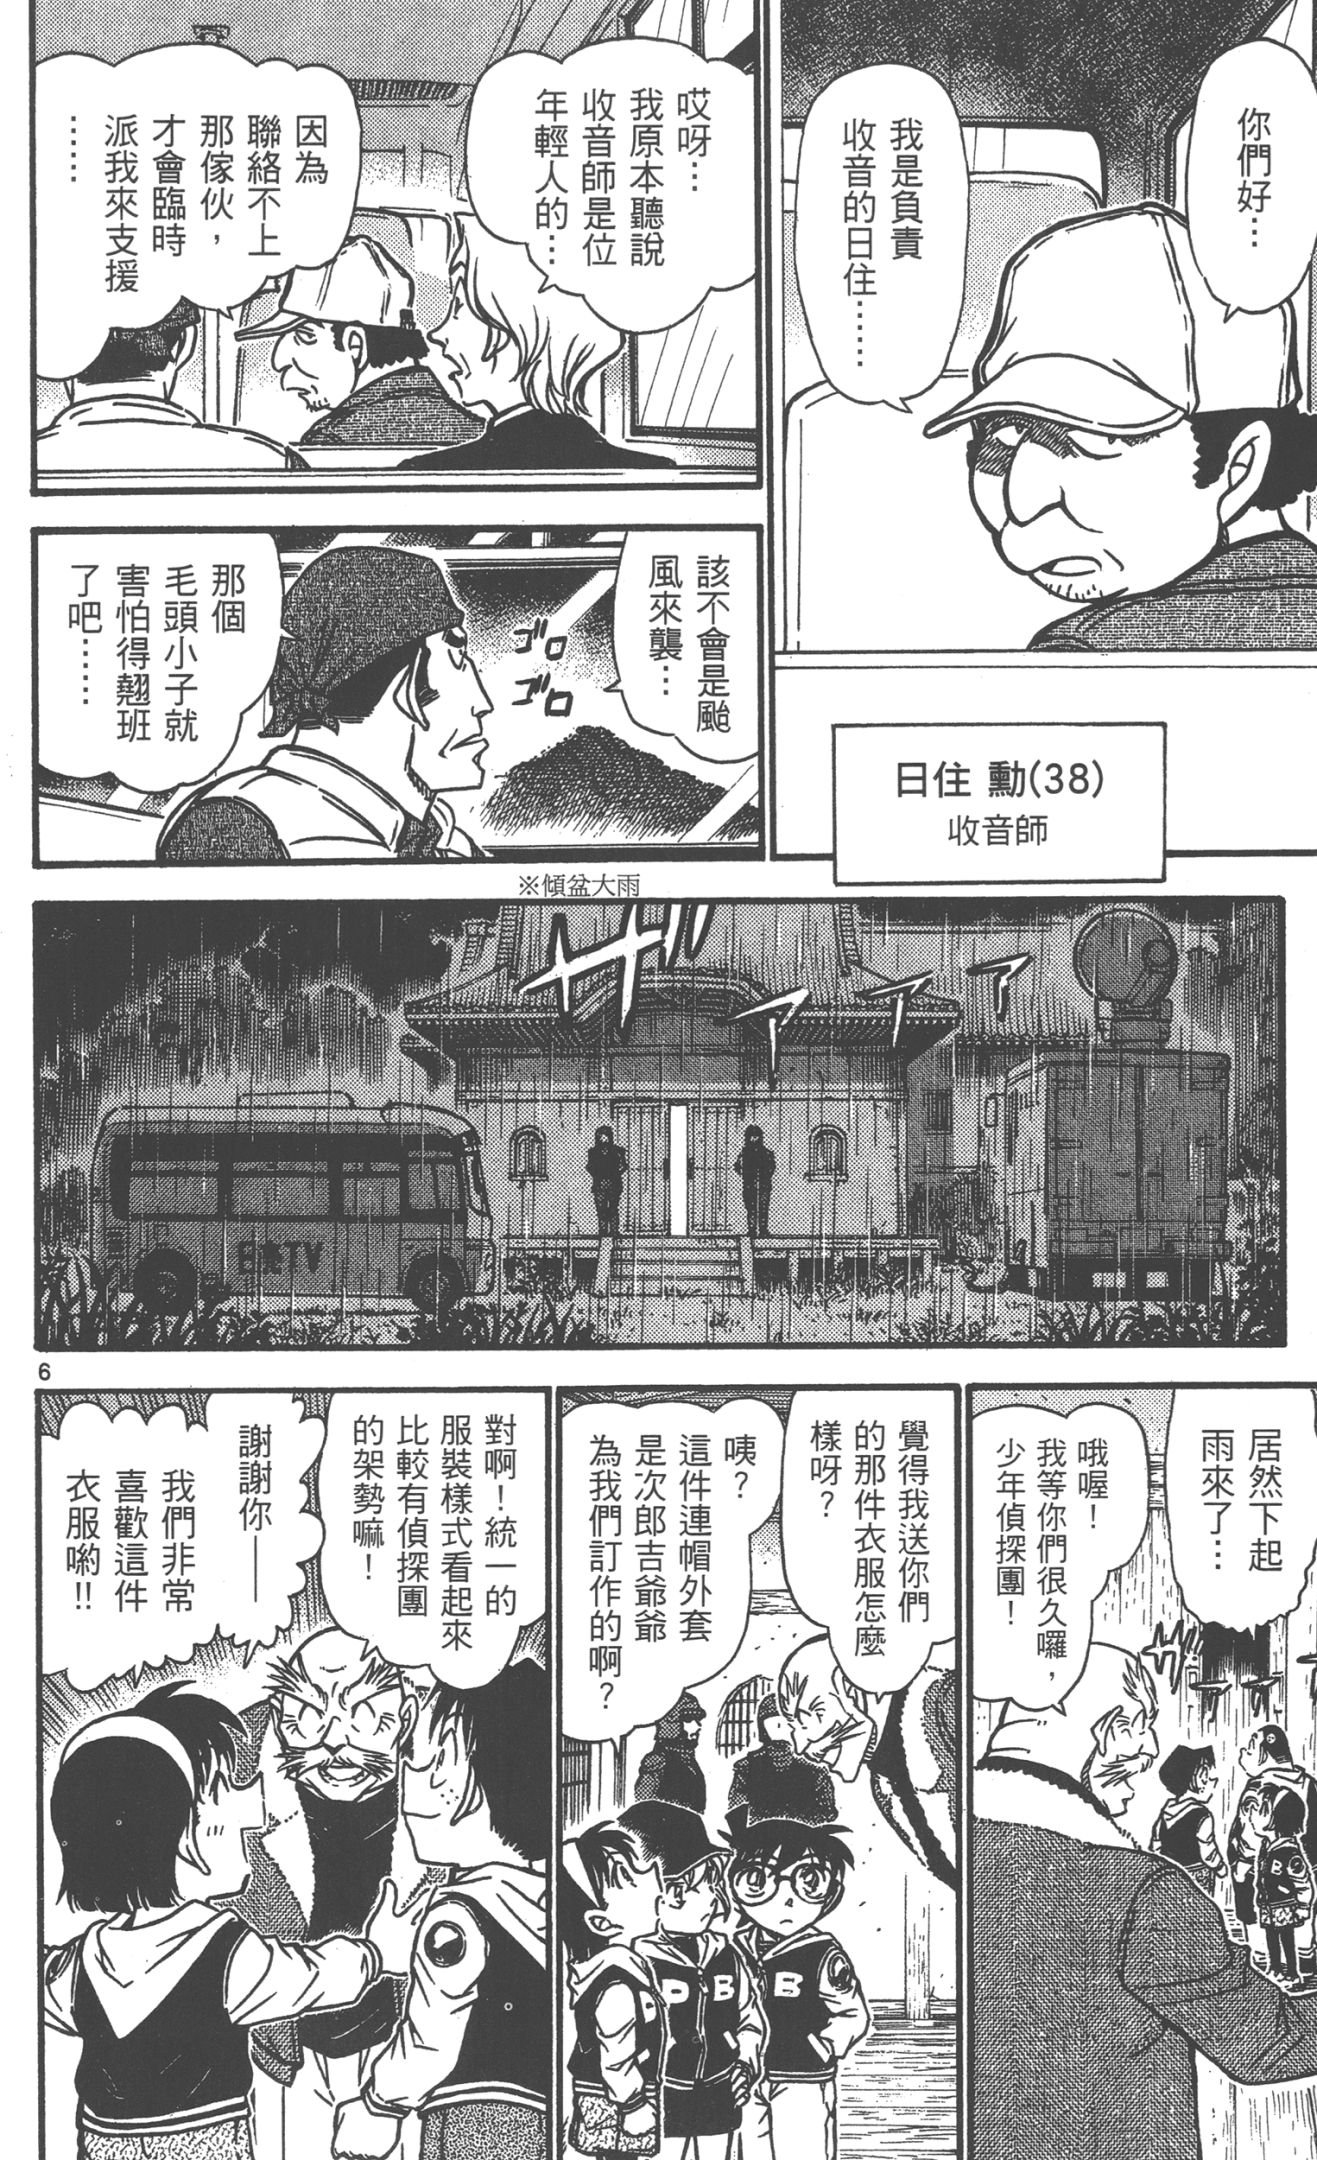 你們好…
我是負責
收音的日住……
日住 勳(38)
收音師
哎呀…
我原本聽說
收音師是位
年輕人的…
因為
聯絡不上
那傢伙，
才會臨時
派我來支援
……
該不會是颱
風來襲…
ゴロ
ゴロ
那個
毛頭小子就
害怕得翹班
了吧……
※傾盆大雨
ザァァァ
日売TV
6
居然下起
雨來了…
哦喔！
我等你們很久囉，
少年偵探團！
覺得我送你們
的那件衣服怎麼
樣呀？
咦？
這件連帽外套
是次郎吉爺爺
為我們訂作的啊？
B
B
對啊！統一的
服裝樣式看起來
比較有偵探團
的架勢嘛！
謝謝你——
我們非常
喜歡這件
衣服喲!!